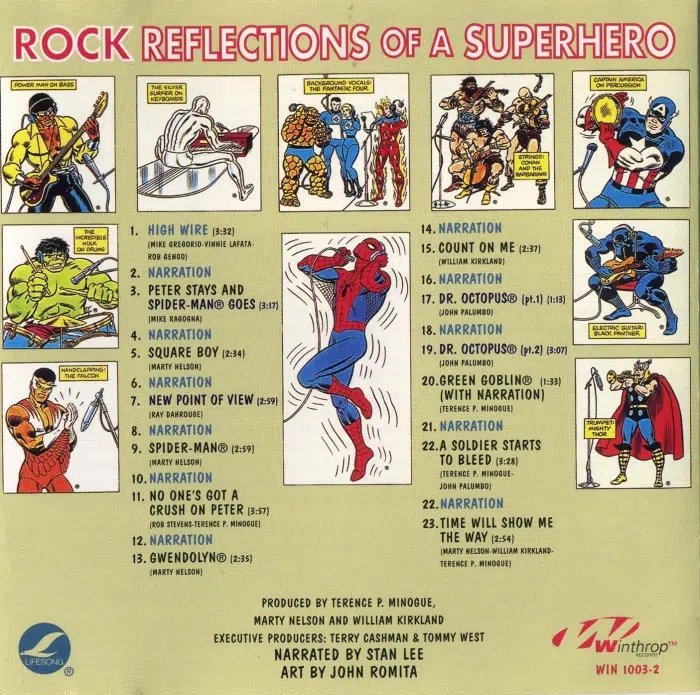 ROCK REFLECTIONS OF A SUPERHERO
POWER MAN ON BASS
THE SILVER
SURFER ON
KEYBOARDS
BACKGROUND VOCALS:
THE FANTASTIC FOUR
STRINGS:
CONAN
AND THE
BARBARIANS
CAPTAIN AMERICA
ON PERCUSSION
THE
INCREDIBLE
HULK
ON DRUMS
HANDCLAPPING:
THE FALCON
ELECTRIC GUITAR:
BLACK PANTHER
TRUMPET:
MIGHTY
THOR
1. HIGH WIRE (3:32)
(MIKE GREGORIO-VINNIE LAFATA-
ROB GENGO)
2. NARRATION
3. PETER STAYS AND
SPIDER-MAN® GOES (3:17)
(MIKE RAGOGNA)
4. NARRATION
5. SQUARE BOY (2:34)
(MARTY NELSON)
6. NARRATION
7. NEW POINT OF VIEW (2:59)
(RAY DAHROUGE)
8. NARRATION
9. SPIDER-MAN® (2:59)
(MARTY NELSON)
10. NARRATION
11. NO ONE'S GOT A
CRUSH ON PETER (3:57)
(ROB STEVENS-TERENCE P. MINOGUE)
12. NARRATION
13. GWENDOLYN® (2:35)
(MARTY NELSON)
14. NARRATION
15. COUNT ON ME (2:37)
(WILLIAM KIRKLAND)
16. NARRATION
17. DR. OCTOPUS® (pt.1) (1:13)
(JOHN PALUMBO)
18. NARRATION
19. DR. OCTOPUS® (pt.2) (3:07)
(JOHN PALUMBO)
20. GREEN GOBLIN® (1:33)
(WITH NARRATION)
(TERENCE P. MINOGUE)
21. NARRATION
22. A SOLDIER STARTS
TO BLEED (3:28)
(TERENCE P. MINOGUE-
JOHN PALUMBO)
22. NARRATION
23. TIME WILL SHOW ME
THE WAY (2:54)
(MARTY NELSON-WILLIAM KIRKLAND-
TERENCE P. MINOGUE)
PRODUCED BY TERENCE P. MINOGUE,
MARTY NELSON AND WILLIAM KIRKLAND
EXECUTIVE PRODUCERS: TERRY CASHMAN & TOMMY WEST
NARRATED BY STAN LEE
ART BY JOHN ROMITA
LIFESONG®
Winthrop™
RECORDS
WIN 1003-2